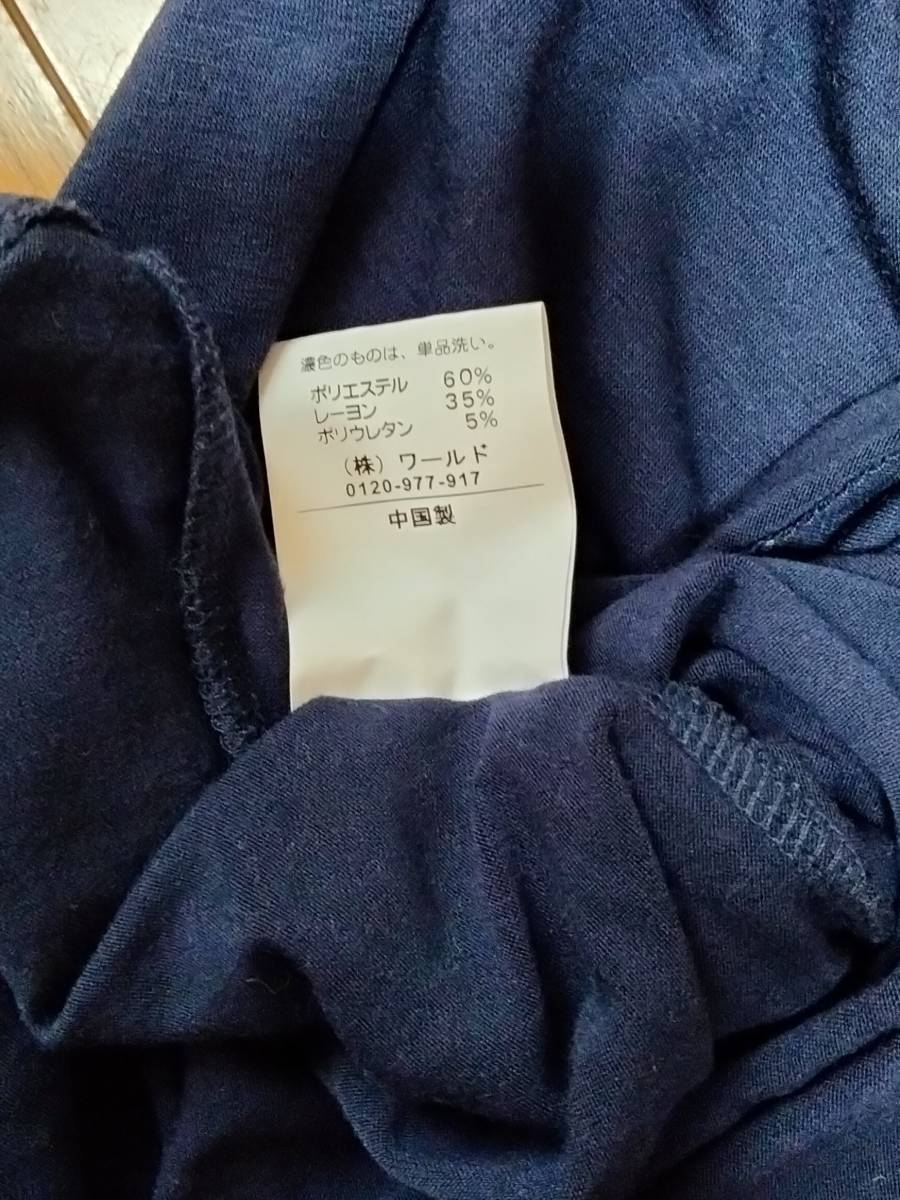 濃色のものは、単品洗い。
ポリエステル 60%
レーヨン 35%
ポリウレタン 5%
(株) ワールド
0120-977-917
中国製